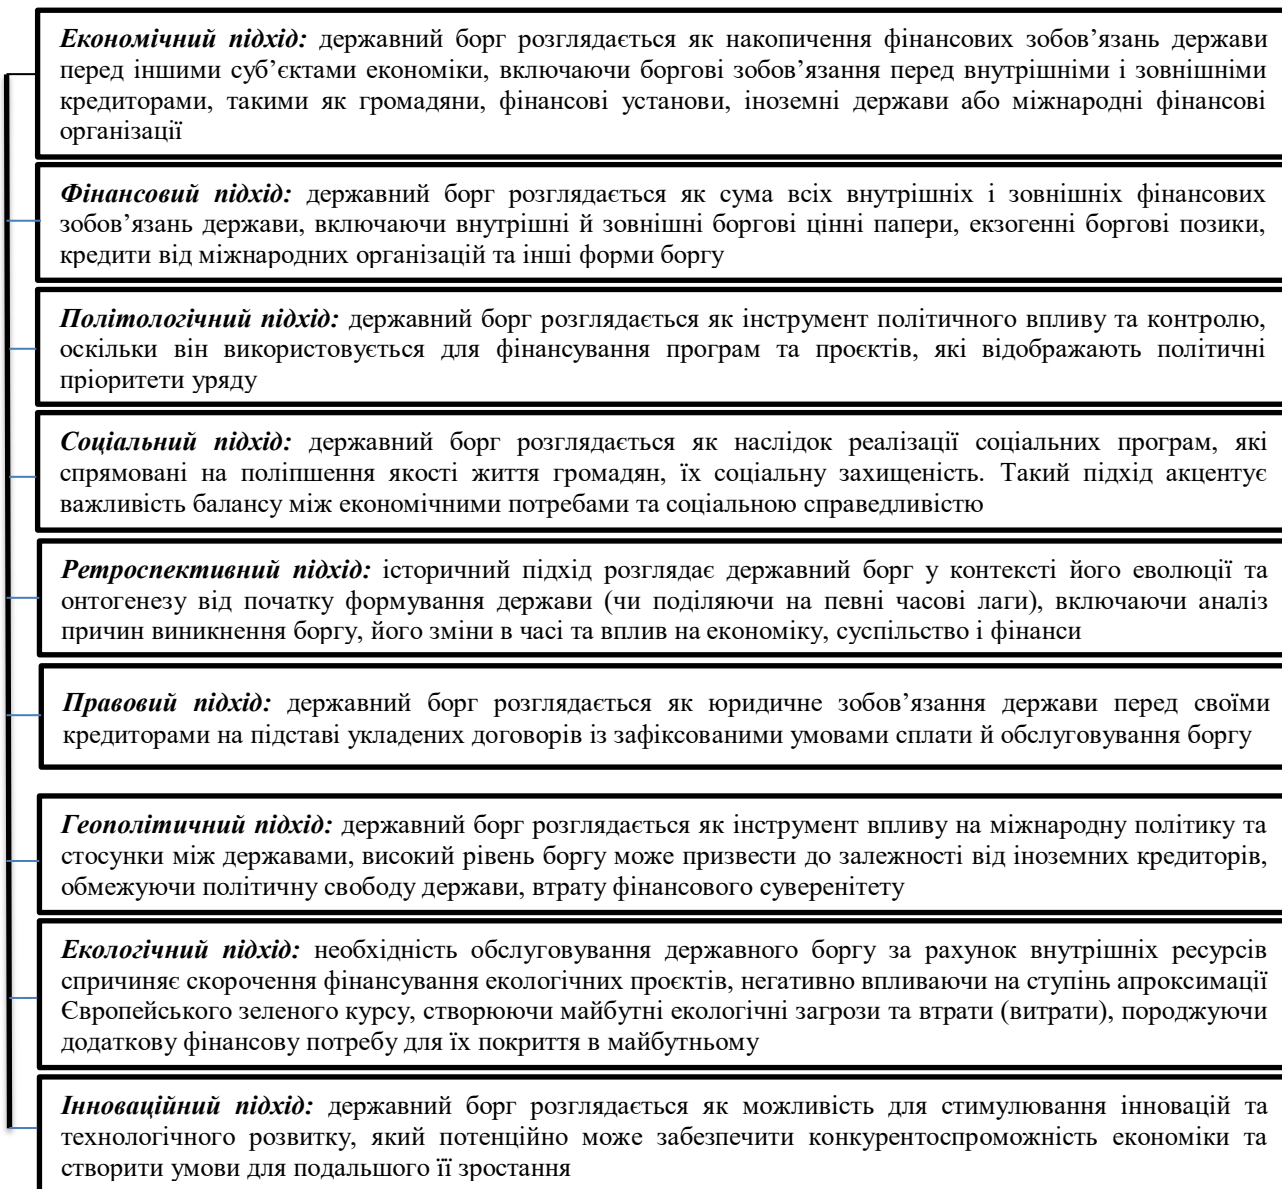 Економічний підхід: державний борг розглядається як накопичення фінансових зобов’язань держави
перед іншими суб’єктами економіки, включаючи боргові зобов’язання перед внутрішніми і зовнішніми
кредиторами, такими як громадяни, фінансові установи, іноземні держави або міжнародні фінансові
організації
Фінансовий підхід: державний борг розглядається як сума всіх внутрішніх і зовнішніх фінансових
зобов’язань держави, включаючи внутрішні й зовнішні боргові цінні папери, екзогенні боргові позики,
кредити від міжнародних організацій та інші форми боргу
Політологічний підхід: державний борг розглядається як інструмент політичного впливу та контролю,
оскільки він використовується для фінансування програм та проєктів, які відображають політичні
пріоритети уряду
Соціальний підхід: державний борг розглядається як наслідок реалізації соціальних програм, які
спрямовані на поліпшення якості життя громадян, їх соціальну захищеність. Такий підхід акцентує
важливість балансу між економічними потребами та соціальною справедливістю
Ретроспективний підхід: історичний підхід розглядає державний борг у контексті його еволюції та
онтогенезу від початку формування держави (чи поділяючи на певні часові лаги), включаючи аналіз
причин виникнення боргу, його зміни в часі та вплив на економіку, суспільство і фінанси
Правовий підхід: державний борг розглядається як юридичне зобов’язання держави перед своїми
кредиторами на підставі укладених договорів із зафіксованими умовами сплати й обслуговування боргу
Геополітичний підхід: державний борг розглядається як інструмент впливу на міжнародну політику та
стосунки між державами, високий рівень боргу може призвести до залежності від іноземних кредиторів,
обмежуючи політичну свободу держави, втрату фінансового суверенітету
Екологічний підхід: необхідність обслуговування державного боргу за рахунок внутрішніх ресурсів
спричиняє скорочення фінансування екологічних проєктів, негативно впливаючи на ступінь апроксимації
Європейського зеленого курсу, створюючи майбутні екологічні загрози та втрати (витрати), породжуючи
додаткову фінансову потребу для їх покриття в майбутньому
Інноваційний підхід: державний борг розглядається як можливість для стимулювання інновацій та
технологічного розвитку, який потенційно може забезпечити конкурентоспроможність економіки та
створити умови для подальшого її зростання